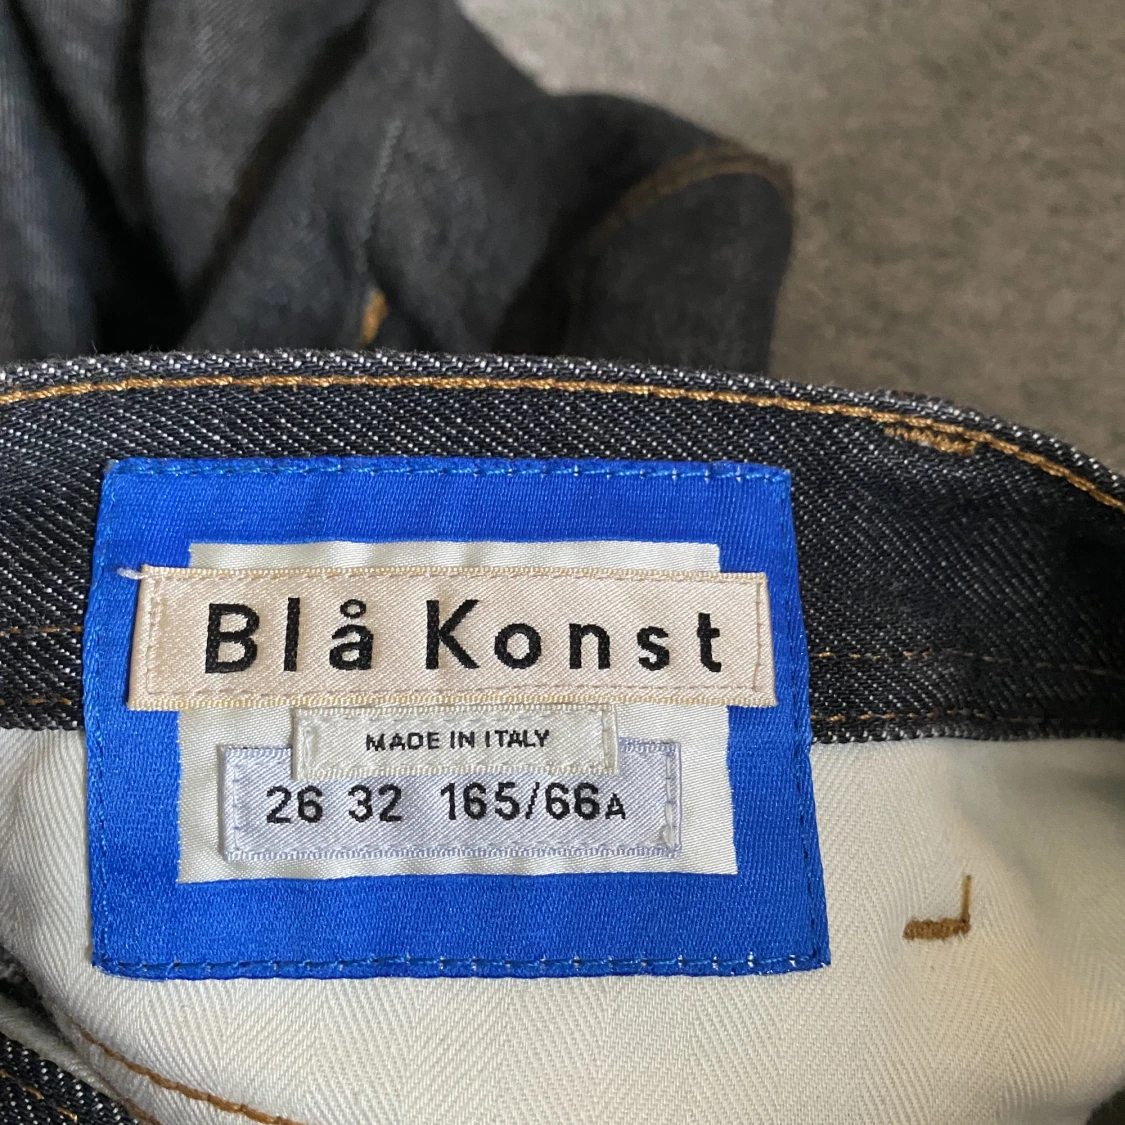 Blå Konst
MADE IN ITALY
26 32 165/66A